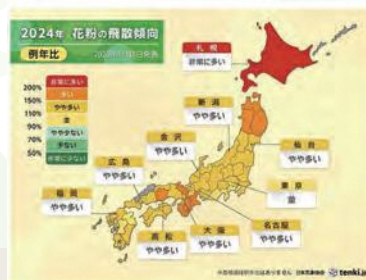 2024年 花粉の飛散傾向
例年比
札幌
非常に多い
200%
150%
110%
90%
70%
50%
非常に多い
多い
やや多い
並
やや少ない
少ない
非常に少ない
新潟
やや多い
金沢
やや多い
仙台
やや多い
広島
やや多い
福岡
やや多い
東京
並
名古屋
やや多い
大阪
やや多い
高松
やや多い
tenki.jp